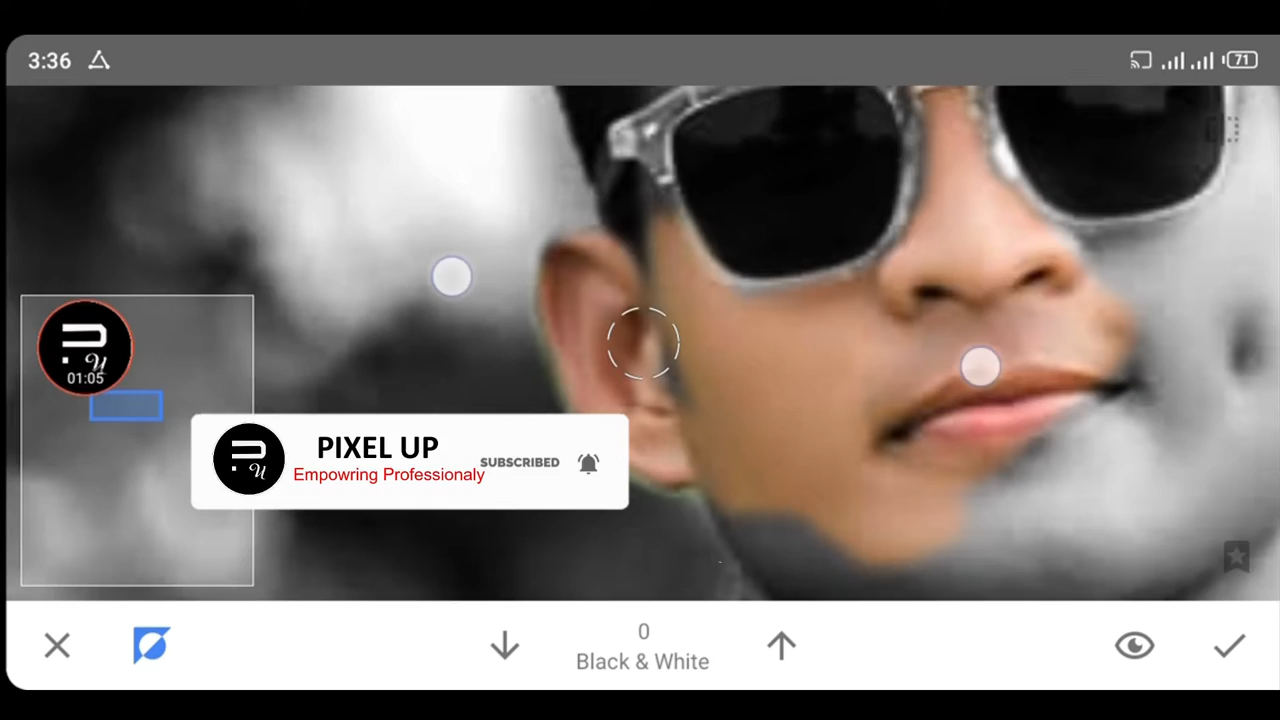 3:36
71
01:05
PIXEL UP
Empowring Professionaly
SUBSCRIBED
0
Black & White